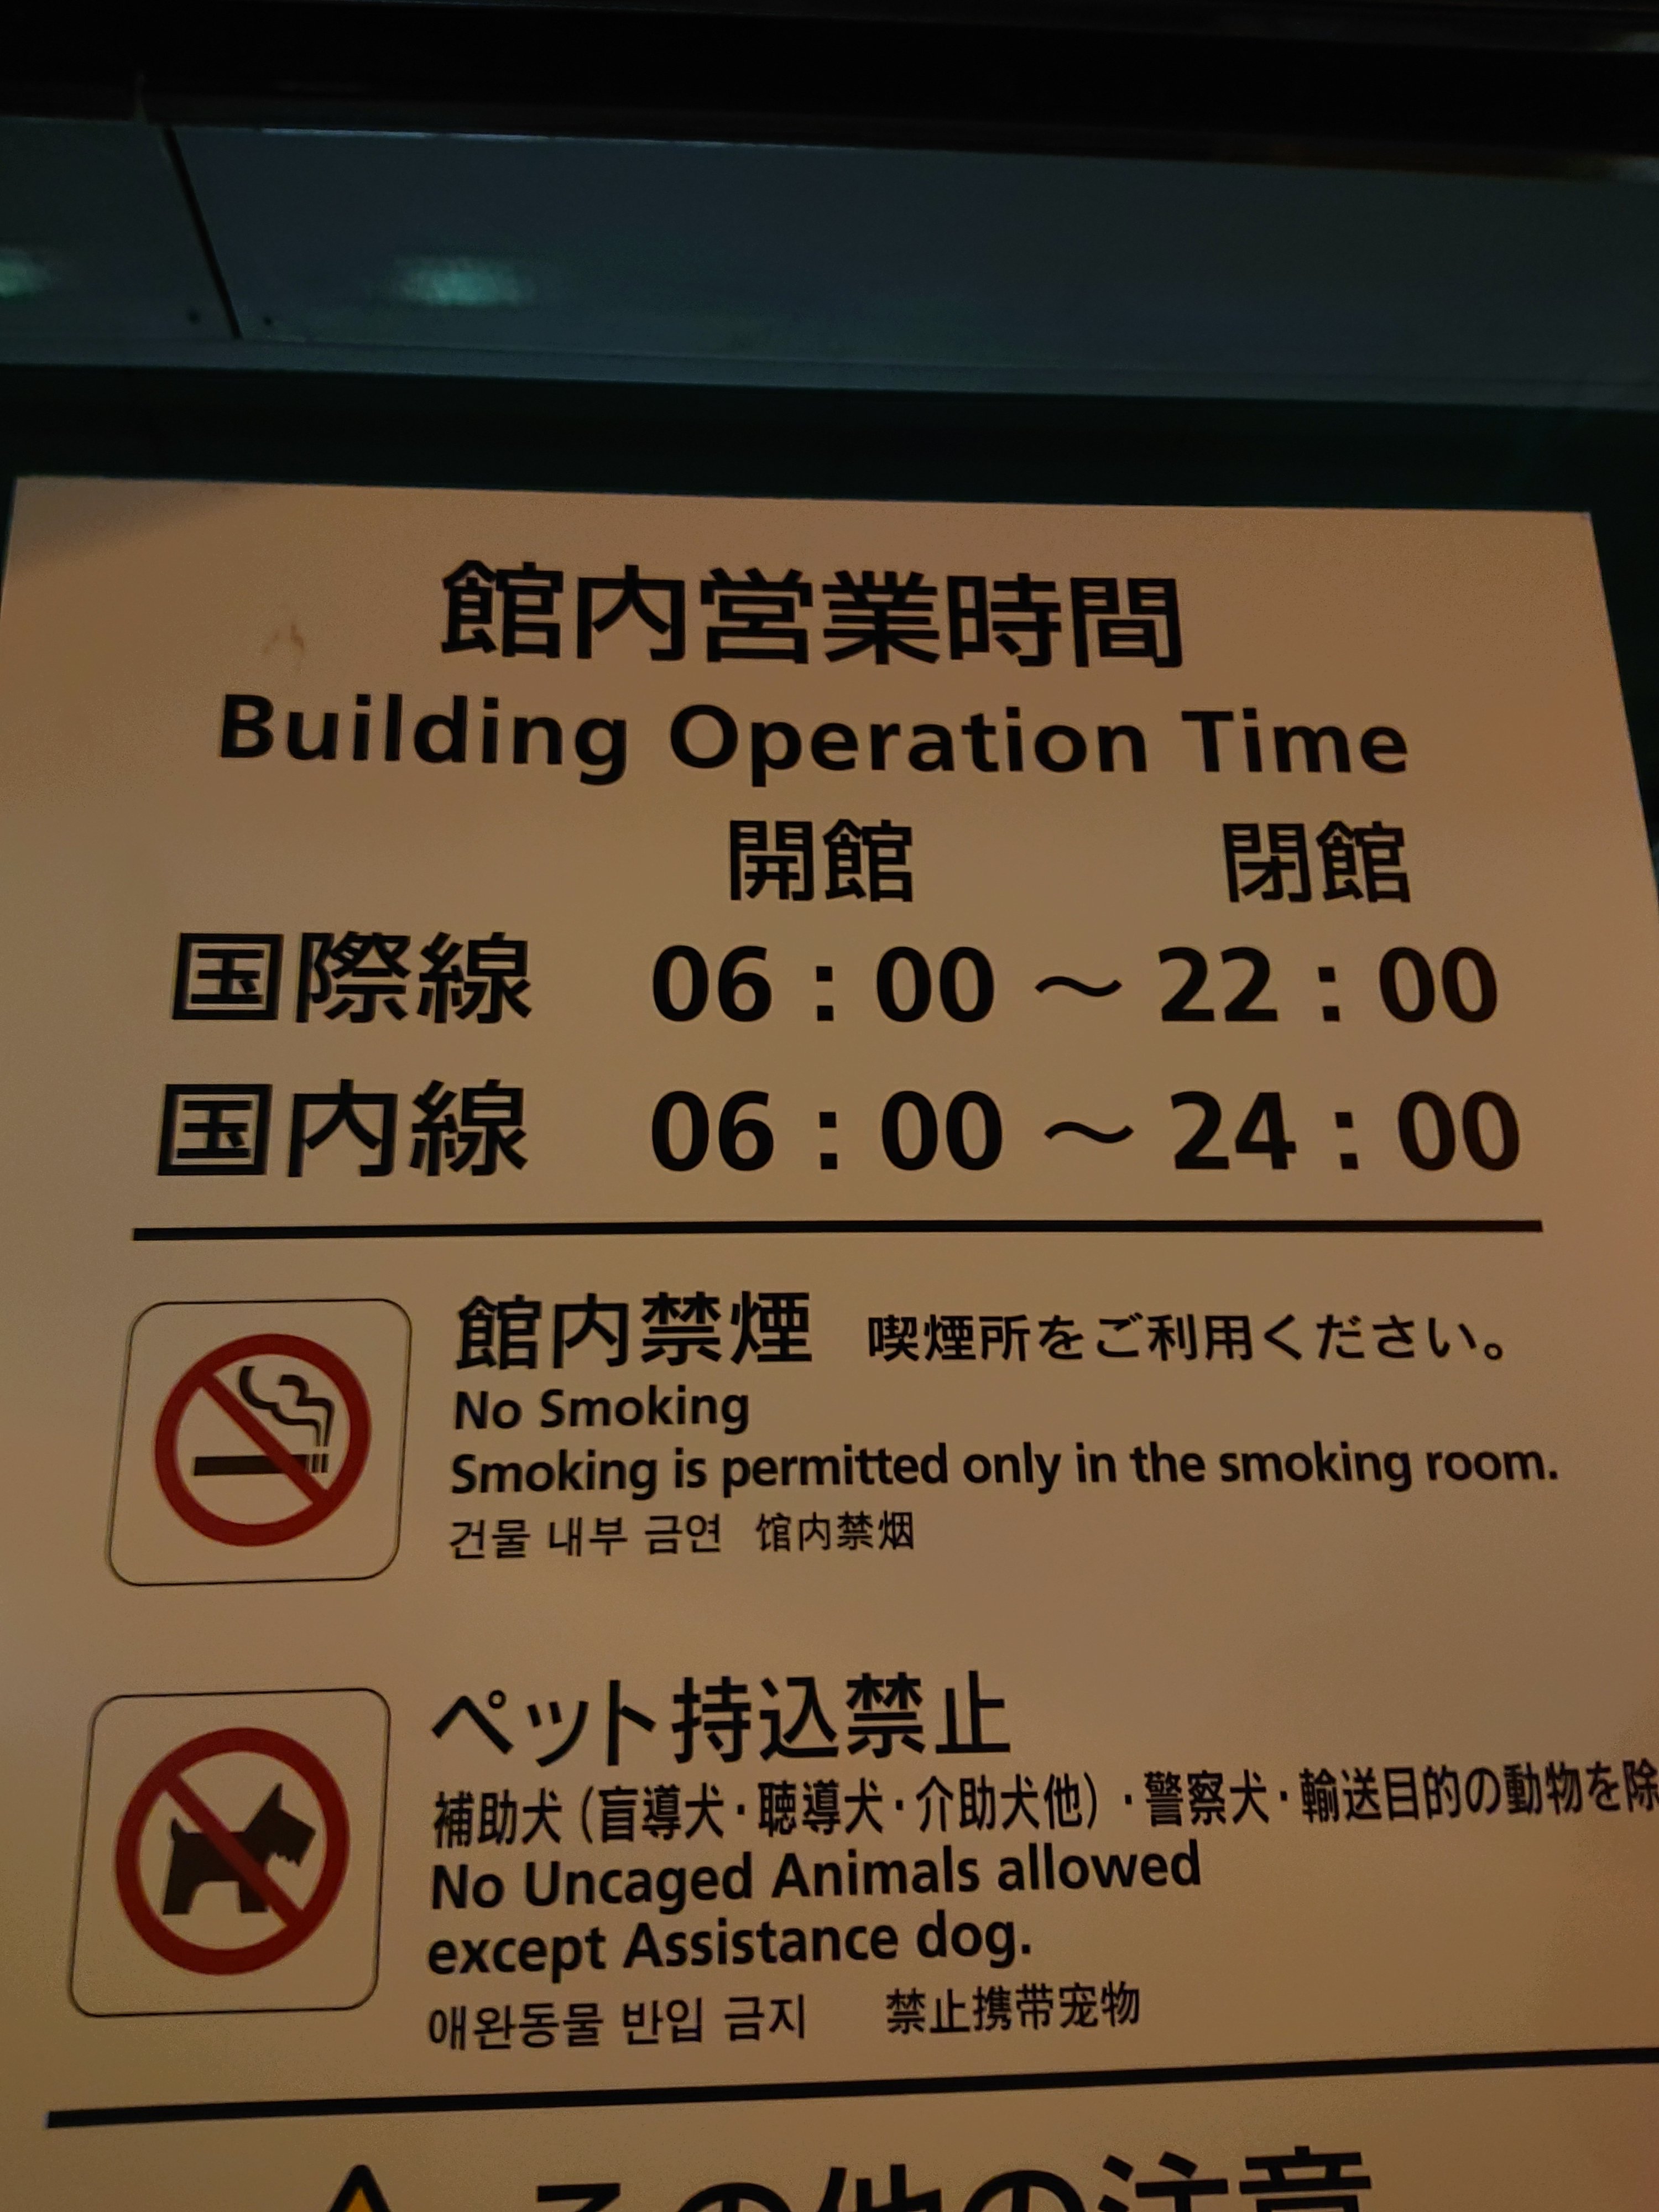 館内営業時間
Building Operation Time
開館 閉館
国際線 06：00 〜 22：00
国内線 06：00 〜 24：00
館内禁煙 喫煙所をご利用ください。
No Smoking
Smoking is permitted only in the smoking room.
건물 내부 금연 馆内禁烟
ペット持込禁止
補助犬（盲導犬・聴導犬・介助犬他）・警察犬・輸送目的の動物を除
No Uncaged Animals allowed
except Assistance dog.
애완동물 반입 금지 禁止携带宠物
その他の注意